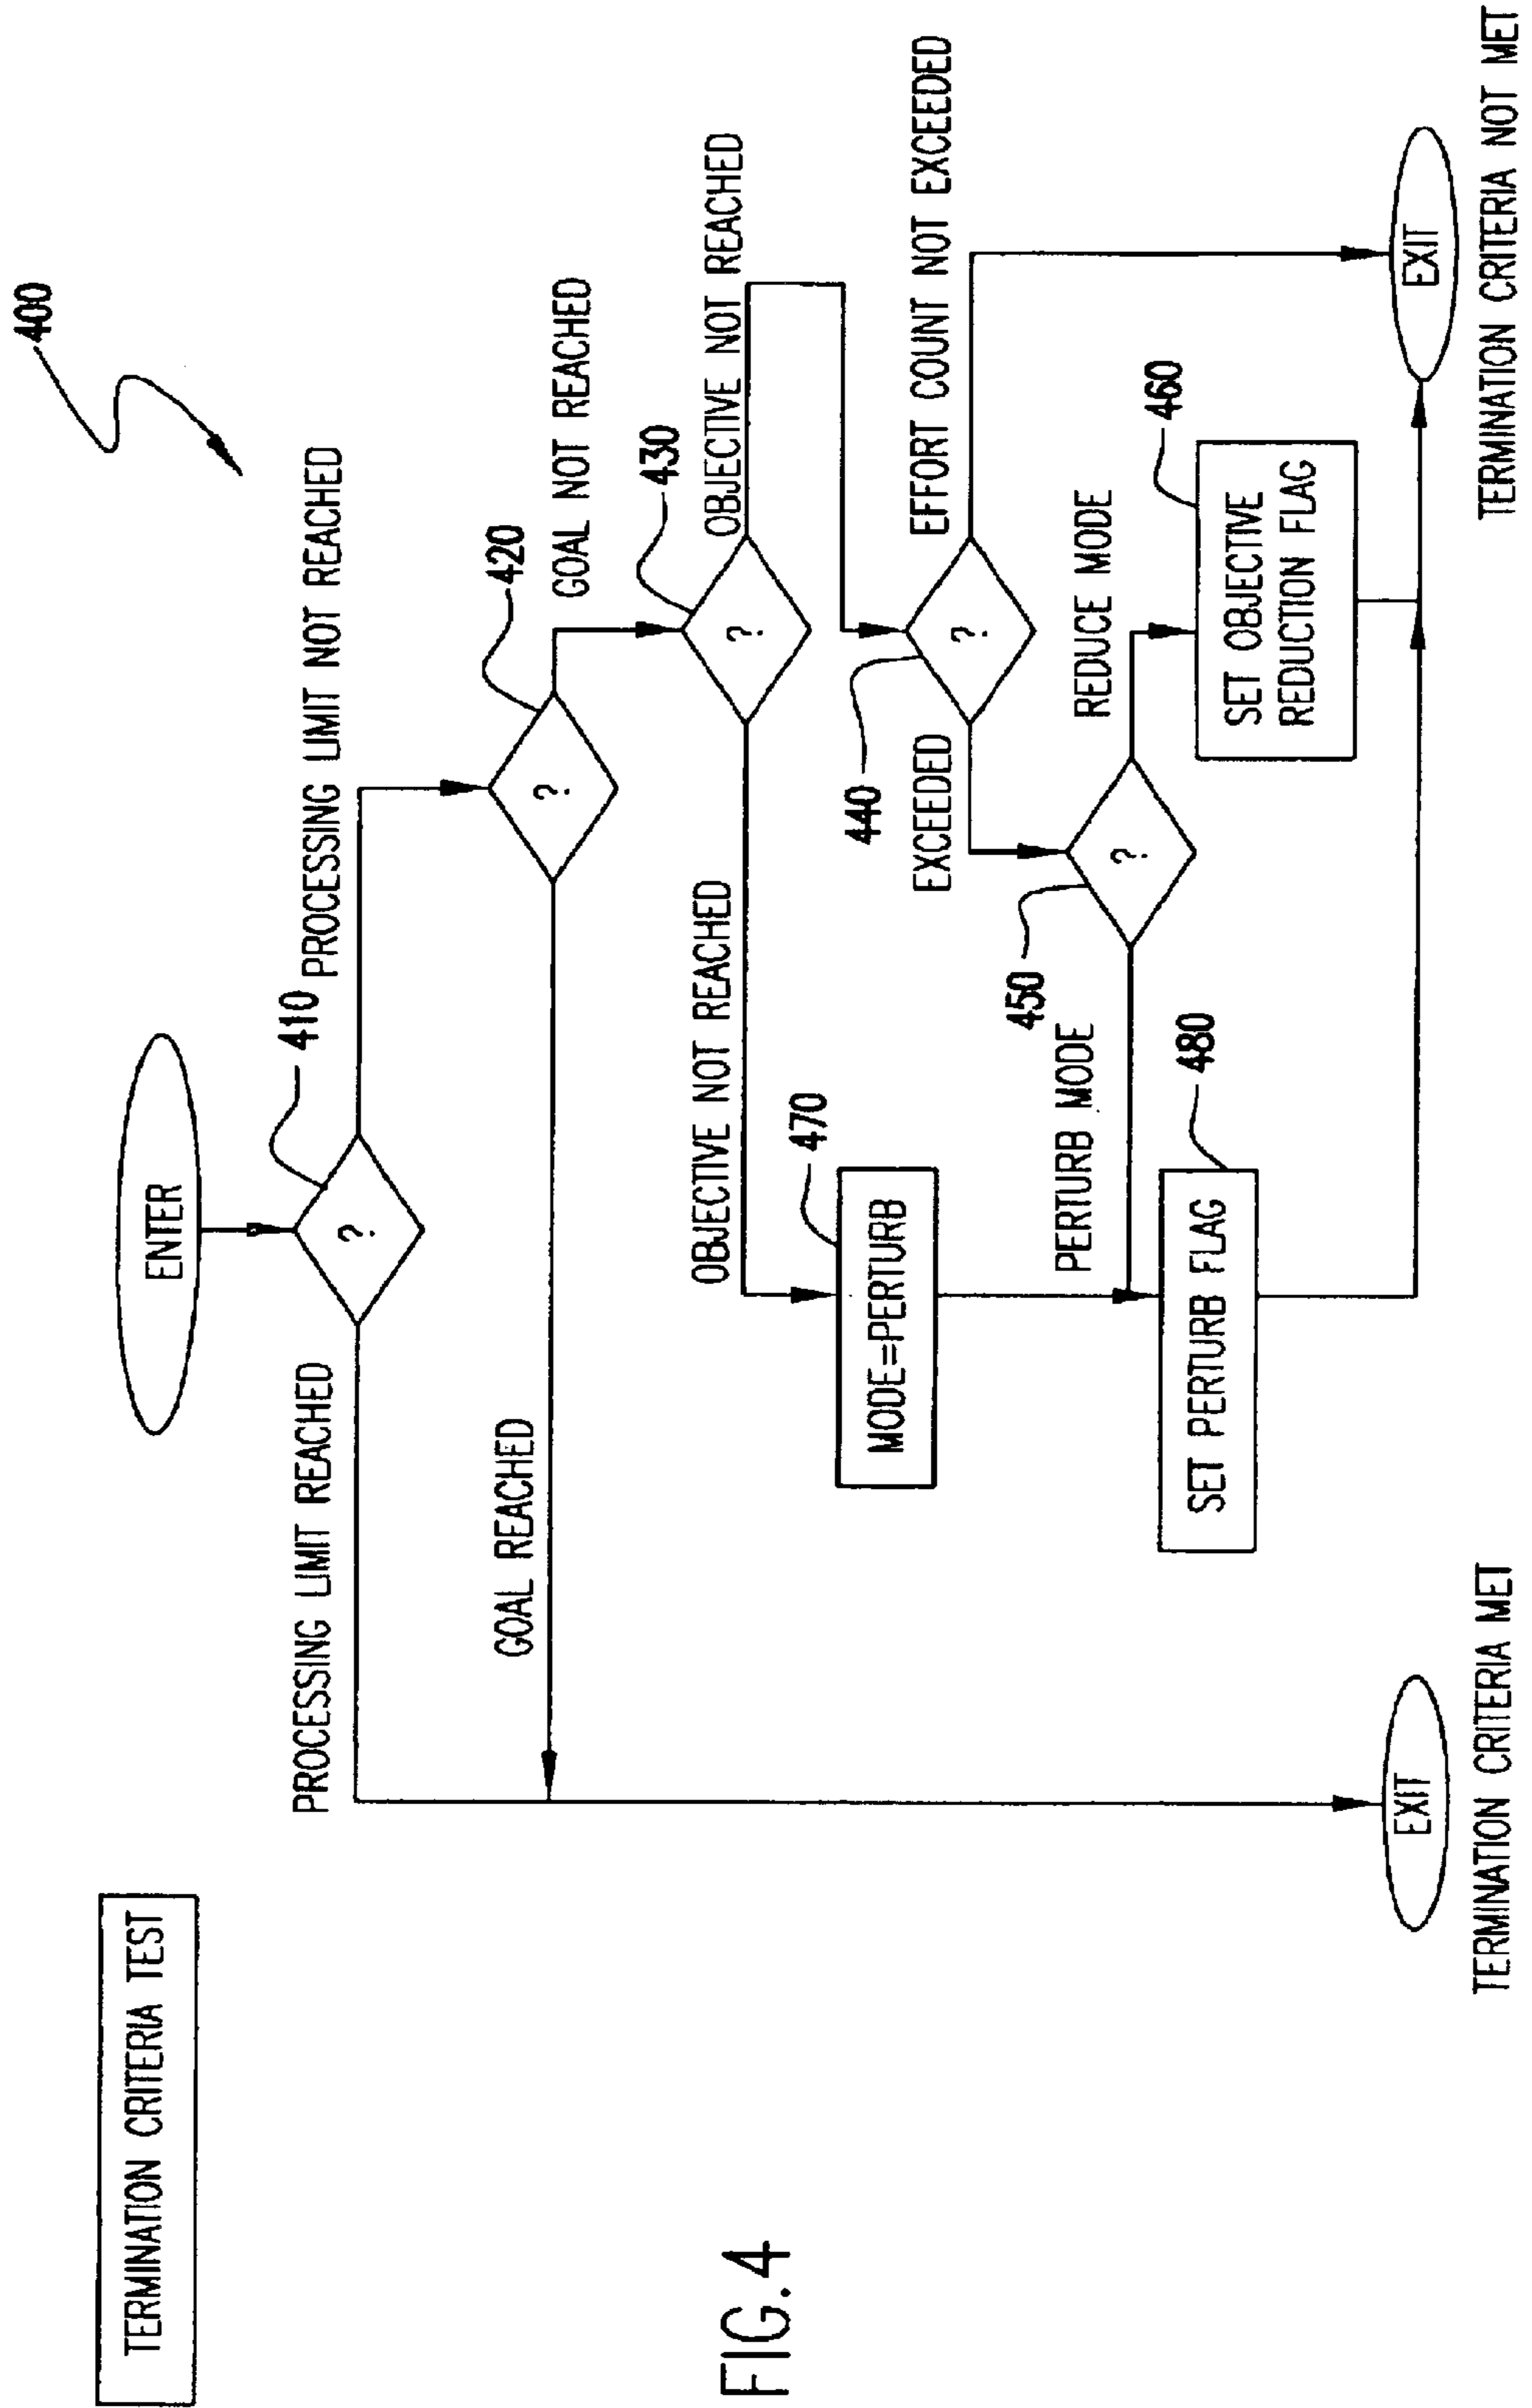 TERMINATION CRITERIA TEST
400
ENTER
410
?
PROCESSING LIMIT REACHED
PROCESSING LIMIT NOT REACHED
420
?
GOAL REACHED
GOAL NOT REACHED
430
?
OBJECTIVE NOT REACHED
OBJECTIVE NOT REACHED
470
MODE=PERTURB
440
?
EXCEEDED
EFFORT COUNT NOT EXCEEDED
450
?
PERTURB MODE
REDUCE MODE
460
SET OBJECTIVE
REDUCTION FLAG
480
SET PERTURB FLAG
EXIT
TERMINATION CRITERIA MET
EXIT
TERMINATION CRITERIA NOT MET
FIG.4